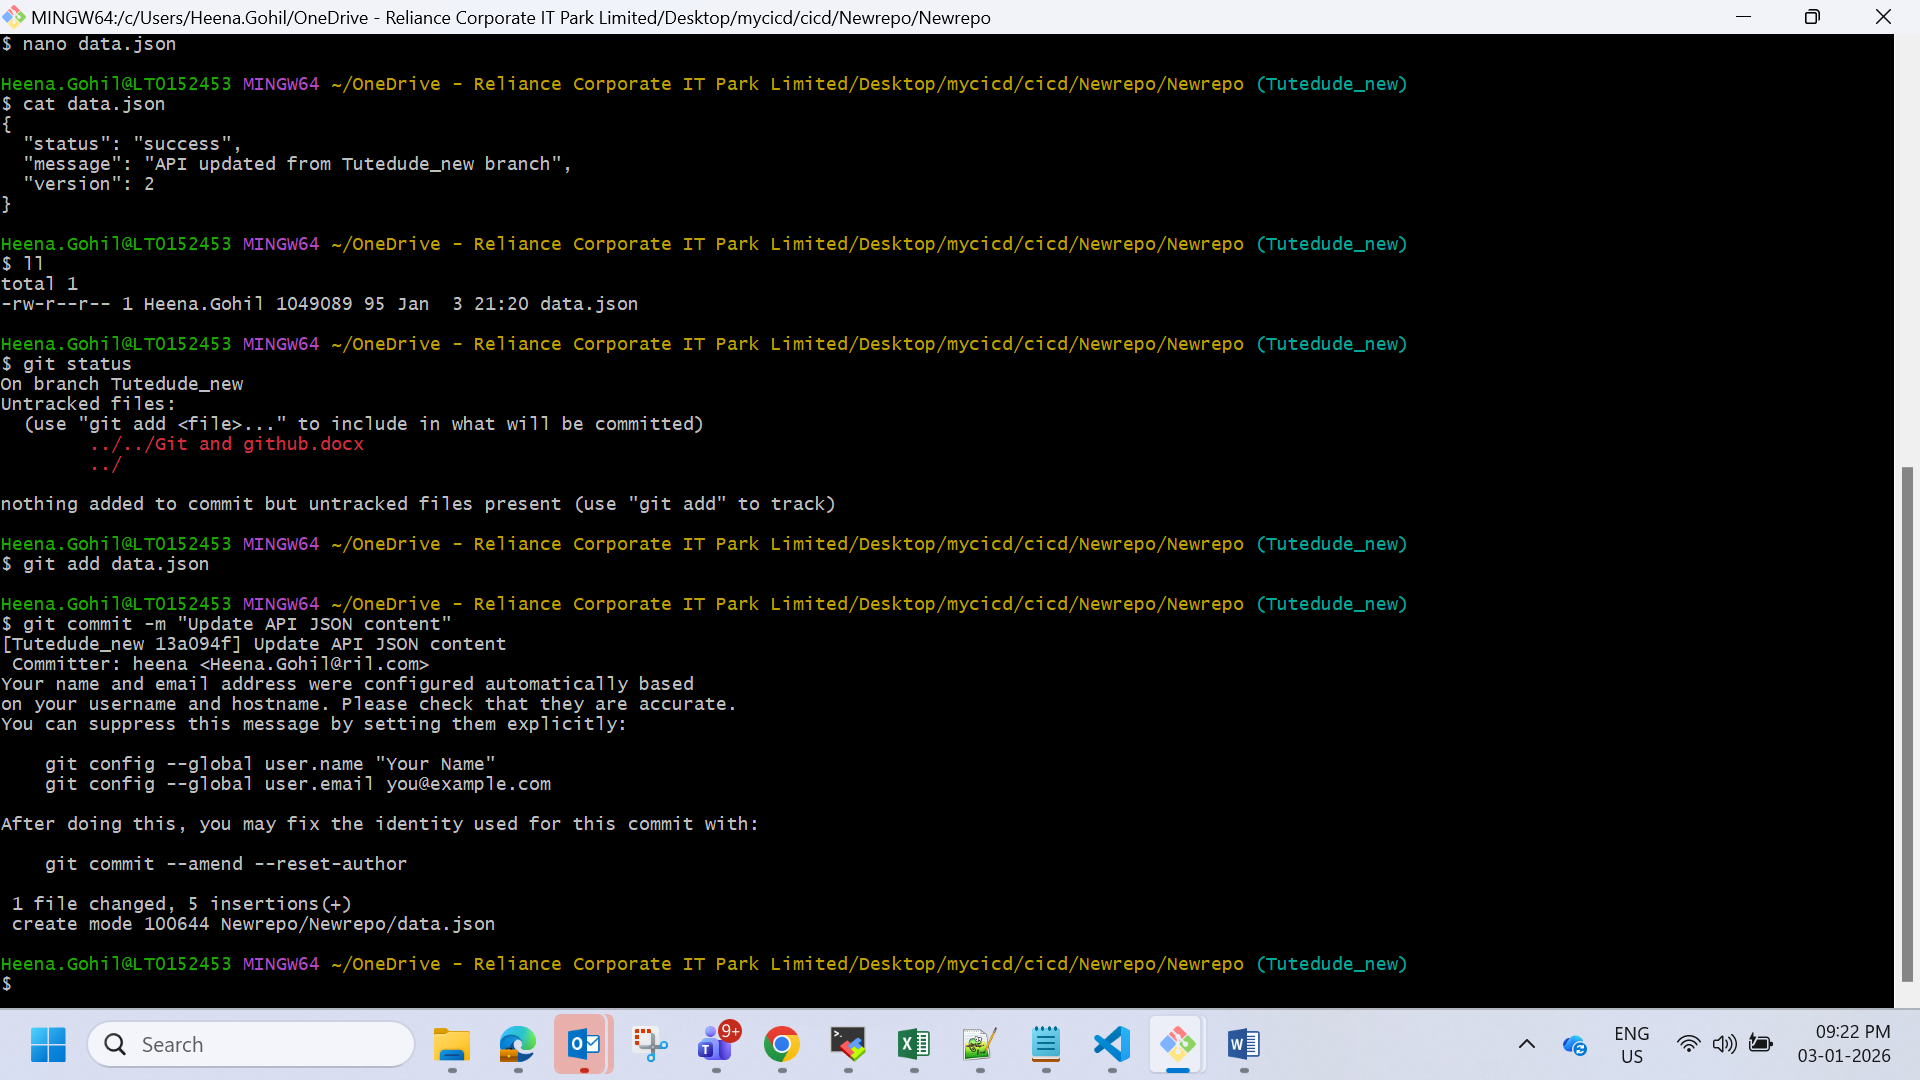 MINGW64:/c/Users/Heena.Gohil/OneDrive - Reliance Corporate IT Park Limited/Desktop/mycicd/cicd/Newrepo/Newrepo
$ nano data.json
Heena.Gohil@LTO152453 MINGW64 ~/OneDrive - Reliance Corporate IT Park Limited/Desktop/mycicd/cicd/Newrepo/Newrepo (Tutedude_new)
$ cat data.json
{
  "status": "success",
  "message": "API updated from Tutedude_new branch",
  "version": 2
}
Heena.Gohil@LTO152453 MINGW64 ~/OneDrive - Reliance Corporate IT Park Limited/Desktop/mycicd/cicd/Newrepo/Newrepo (Tutedude_new)
$ ll
total 1
-rw-r--r-- 1 Heena.Gohil 1049089 95 Jan  3 21:20 data.json
Heena.Gohil@LTO152453 MINGW64 ~/OneDrive - Reliance Corporate IT Park Limited/Desktop/mycicd/cicd/Newrepo/Newrepo (Tutedude_new)
$ git status
On branch Tutedude_new
Untracked files:
  (use "git add <file>..." to include in what will be committed)
        ../../Git and github.docx
        ../
nothing added to commit but untracked files present (use "git add" to track)
Heena.Gohil@LTO152453 MINGW64 ~/OneDrive - Reliance Corporate IT Park Limited/Desktop/mycicd/cicd/Newrepo/Newrepo (Tutedude_new)
$ git add data.json
Heena.Gohil@LTO152453 MINGW64 ~/OneDrive - Reliance Corporate IT Park Limited/Desktop/mycicd/cicd/Newrepo/Newrepo (Tutedude_new)
$ git commit -m "Update API JSON content"
[Tutedude_new 13a094f] Update API JSON content
 Committer: heena <Heena.Gohil@ril.com>
Your name and email address were configured automatically based
on your username and hostname. Please check that they are accurate.
You can suppress this message by setting them explicitly:
    git config --global user.name "Your Name"
    git config --global user.email you@example.com
After doing this, you may fix the identity used for this commit with:
    git commit --amend --reset-author
 1 file changed, 5 insertions(+)
 create mode 100644 Newrepo/Newrepo/data.json
Heena.Gohil@LTO152453 MINGW64 ~/OneDrive - Reliance Corporate IT Park Limited/Desktop/mycicd/cicd/Newrepo/Newrepo (Tutedude_new)
$
Search
9+
ENG
US
09:22 PM
03-01-2026